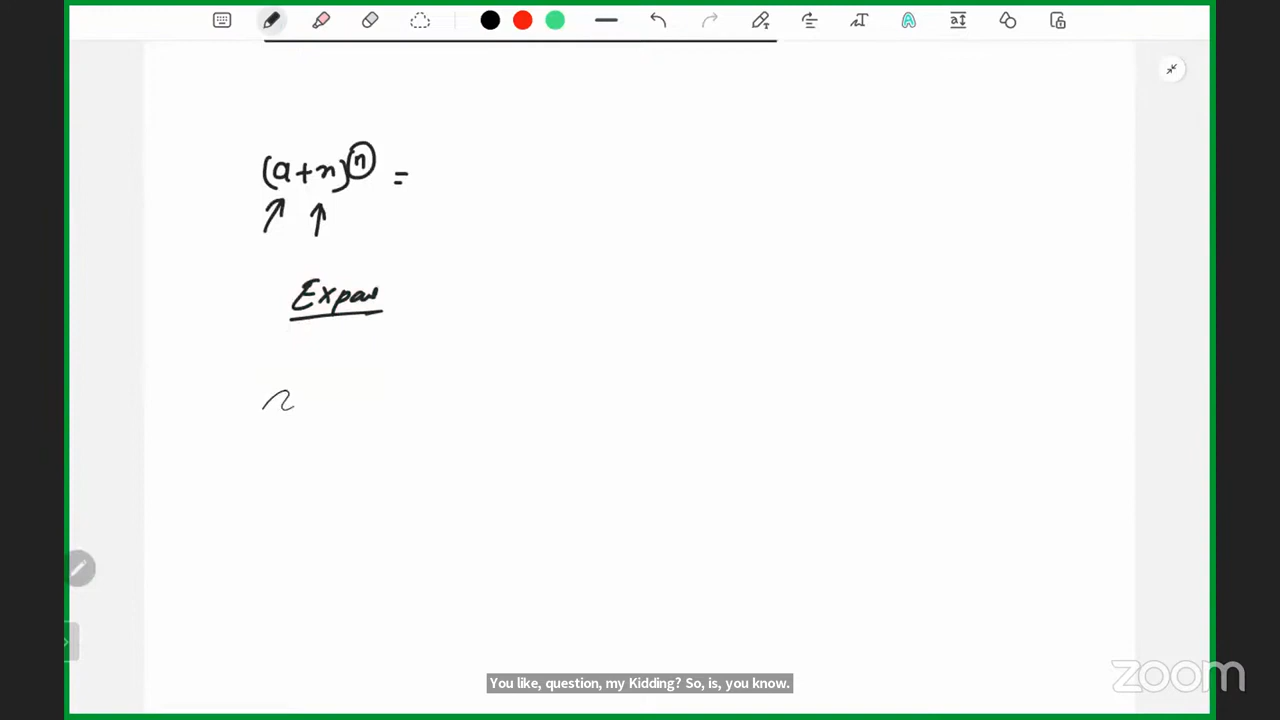 (a+x)ⁿ =
Expan
You like, question, my Kidding? So, is, you know.
zoom